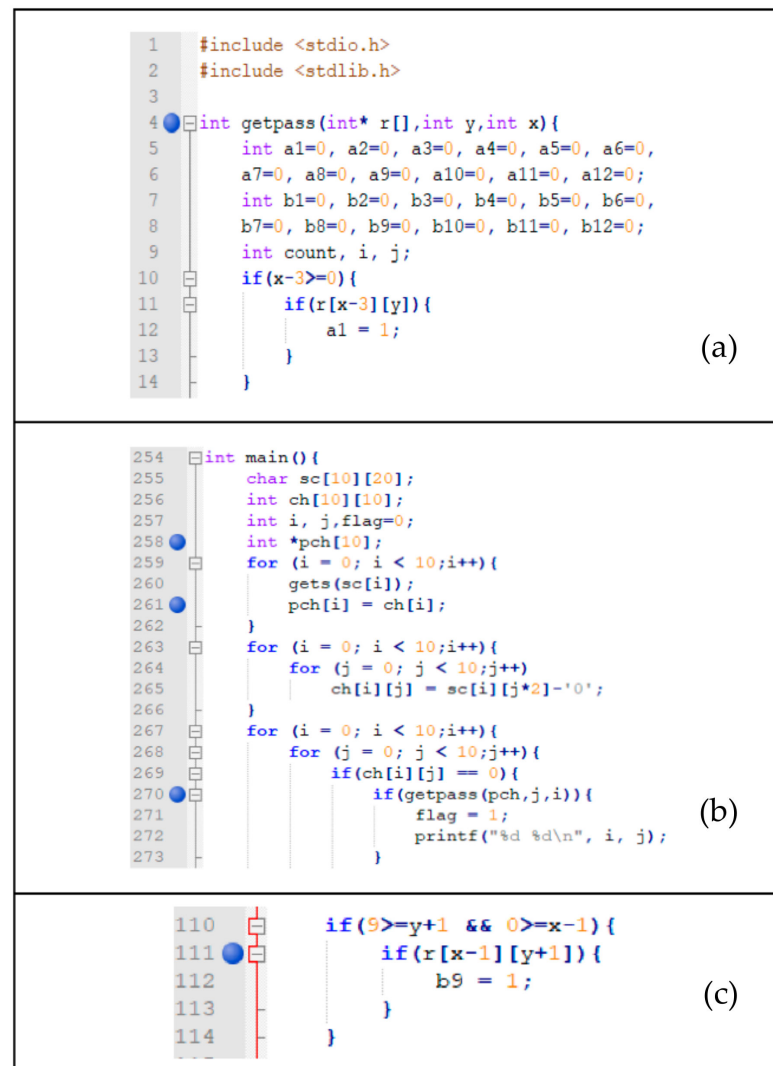 1 #include <stdio.h>
2 #include <stdlib.h>
3
4 int getpass(int* r[],int y,int x){
5 int a1=0, a2=0, a3=0, a4=0, a5=0, a6=0,
6 a7=0, a8=0, a9=0, a10=0, a11=0, a12=0;
7 int b1=0, b2=0, b3=0, b4=0, b5=0, b6=0,
8 b7=0, b8=0, b9=0, b10=0, b11=0, b12=0;
9 int count, i, j;
10 if(x-3>=0){
11 if(r[x-3][y]){
12 a1 = 1;
13 }
14 }
(a)
254 int main(){
255 char sc[10][20];
256 int ch[10][10];
257 int i, j,flag=0;
258 int *pch[10];
259 for (i = 0; i < 10;i++){
260 gets(sc[i]);
261 pch[i] = ch[i];
262 }
263 for (i = 0; i < 10;i++){
264 for (j = 0; j < 10;j++)
265 ch[i][j] = sc[i][j*2]-'0';
266 }
267 for (i = 0; i < 10;i++){
268 for (j = 0; j < 10;j++){
269 if(ch[i][j] == 0){
270 if(getpass(pch,j,i)){
271 flag = 1;
272 printf("%d %d\n", i, j);
273 }
(b)
110 if(9>=y+1 && 0>=x-1){
111 if(r[x-1][y+1]){
112 b9 = 1;
113 }
114 }
(c)